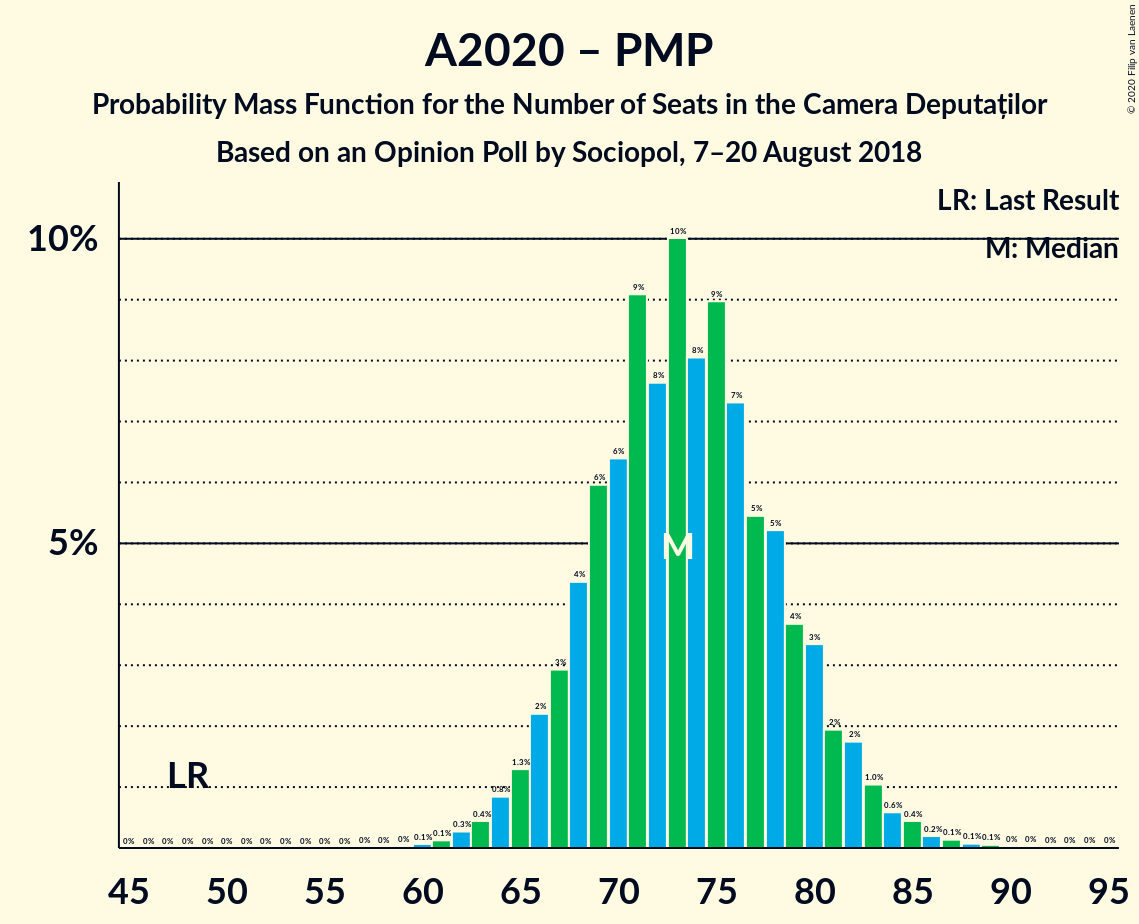 A2020 – PMP
Probability Mass Function for the Number of Seats in the Camera Deputaților
Based on an Opinion Poll by Sociopol, 7–20 August 2018
© 2020 Filip van Laenen
LR: Last Result
M: Median
10%
5%
LR
M
0% 0% 0% 0% 0% 0% 0% 0% 0% 0% 0% 0% 0% 0% 0% 0.1% 0.1% 0.3% 0.4% 0.8% 1.3% 2% 3% 4% 6% 6% 9% 8% 10% 8% 9% 7% 5% 5% 4% 3% 2% 2% 1.0% 0.6% 0.4% 0.2% 0.1% 0.1% 0.1% 0% 0% 0% 0% 0% 0%
45 50 55 60 65 70 75 80 85 90 95